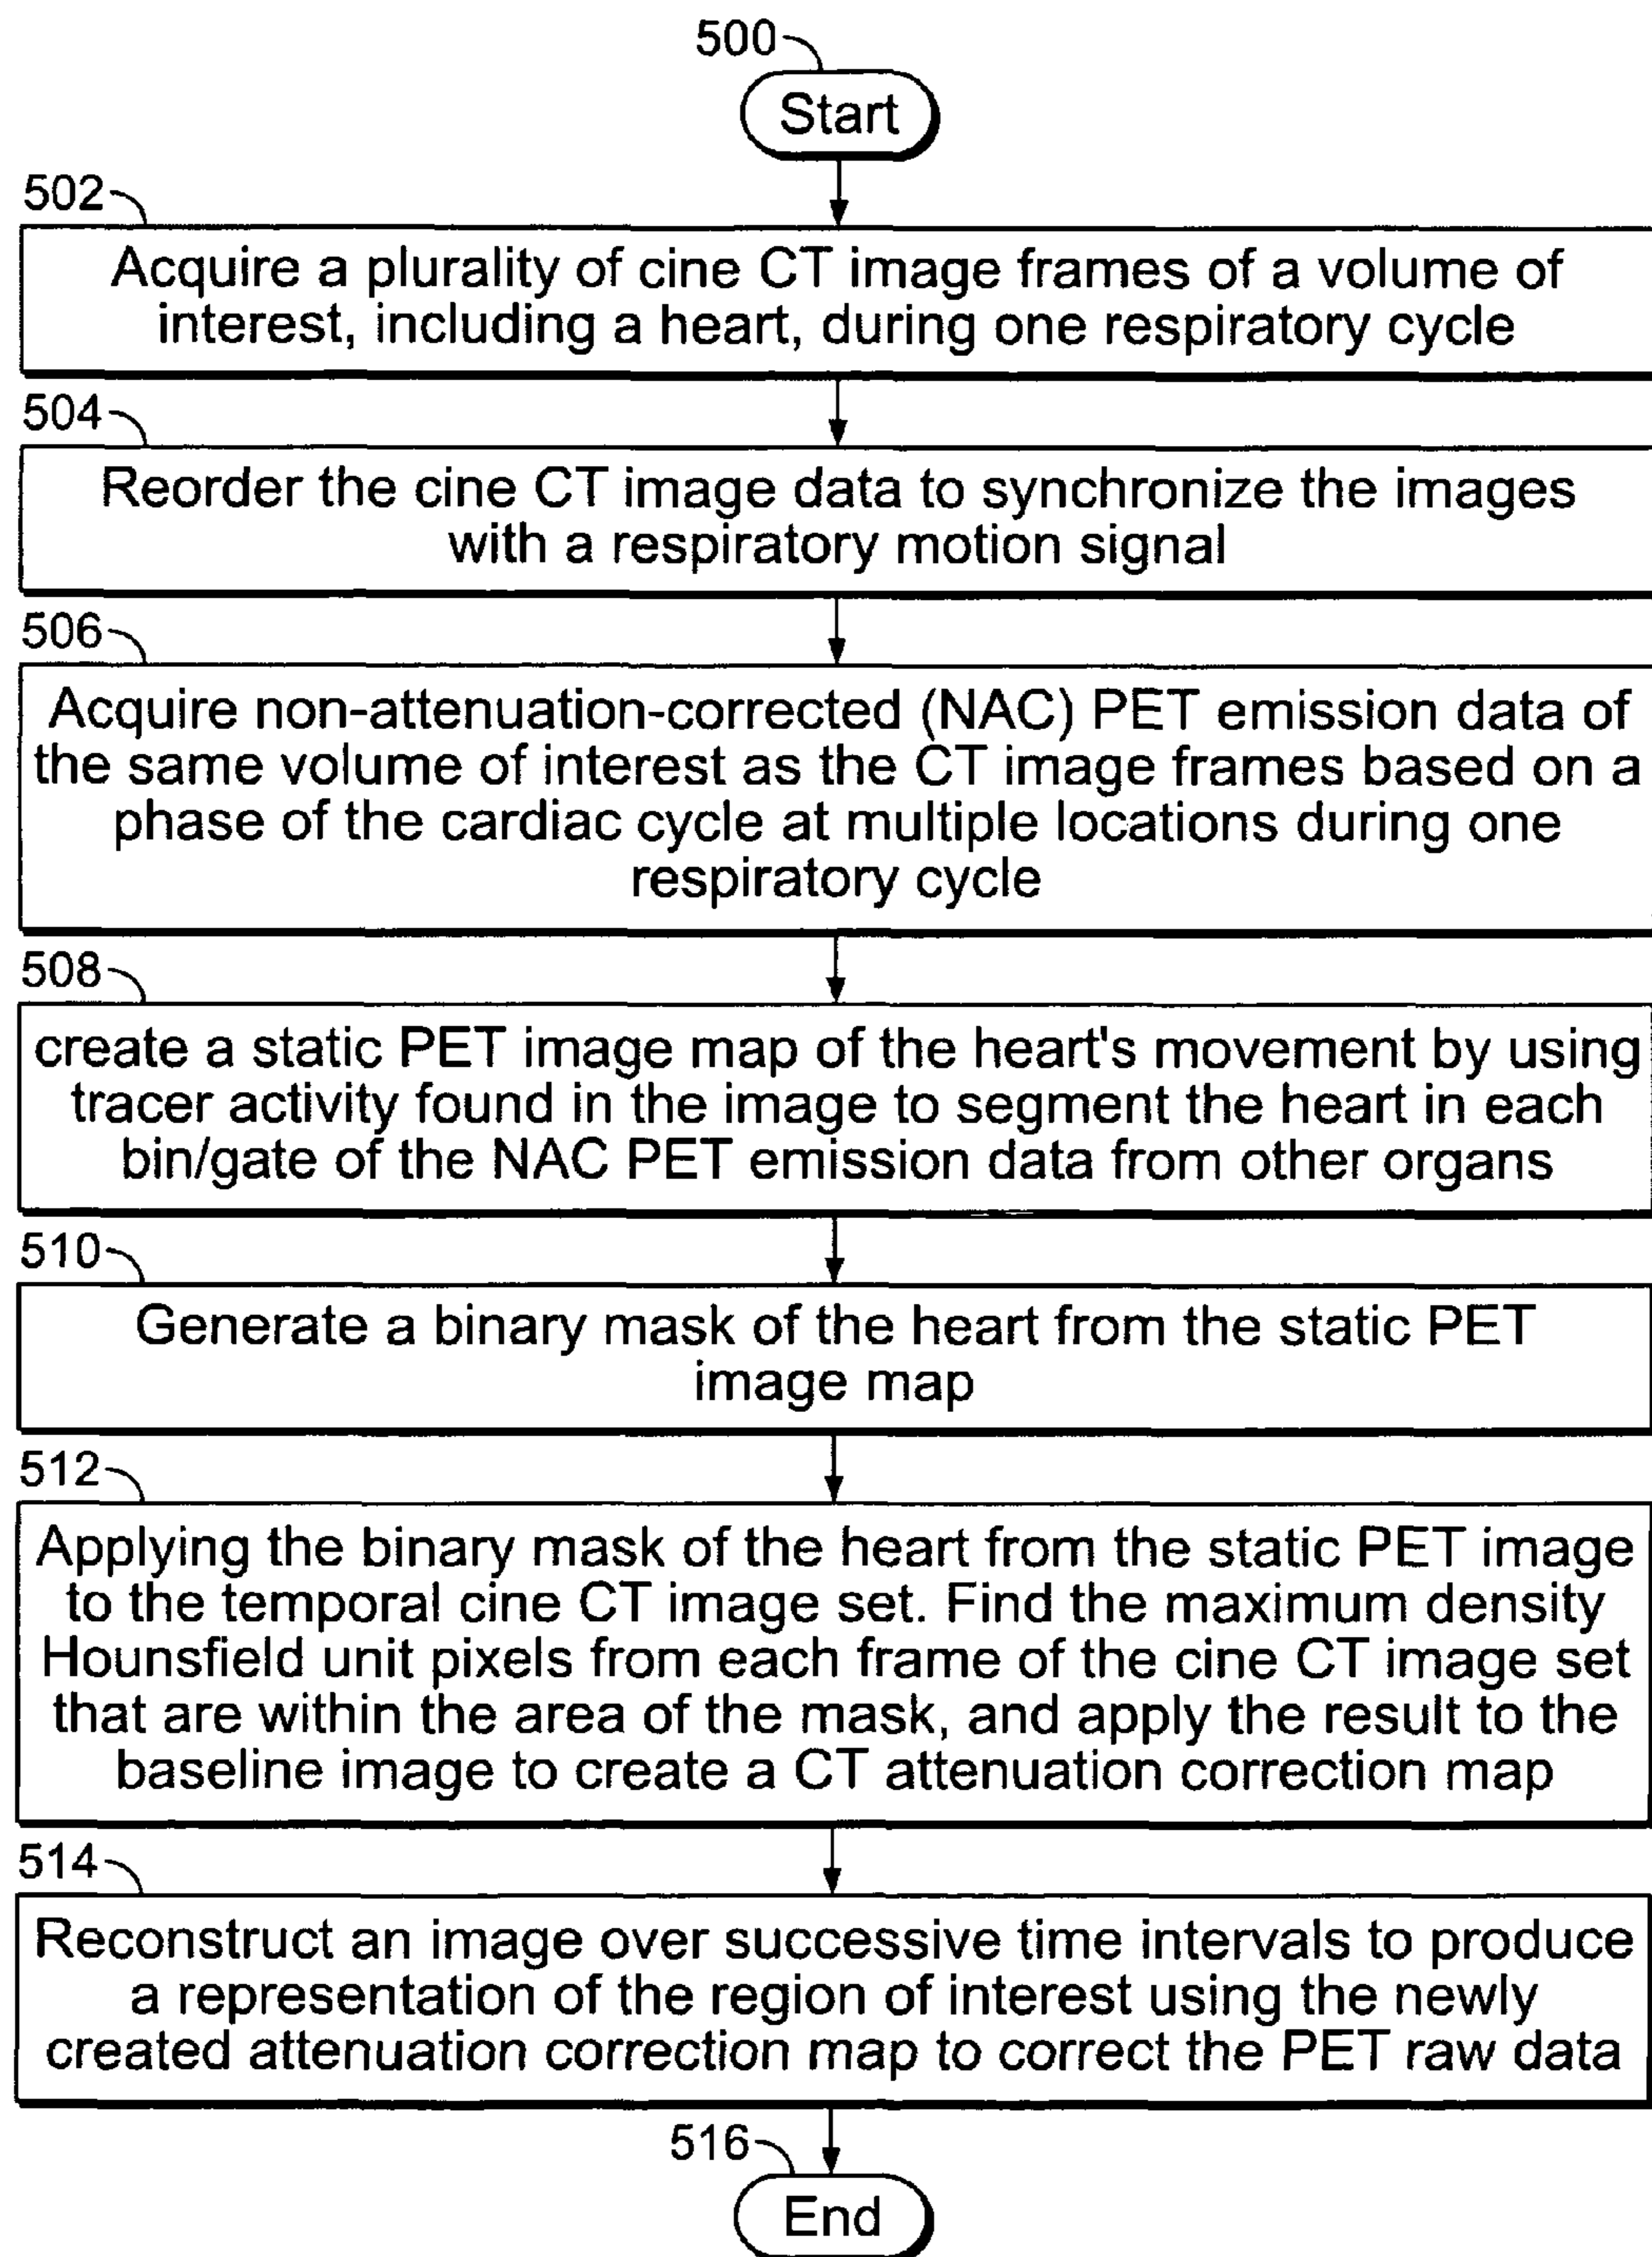 500
Start
502
Acquire a plurality of cine CT image frames of a volume of
interest, including a heart, during one respiratory cycle
504
Reorder the cine CT image data to synchronize the images
with a respiratory motion signal
506
Acquire non-attenuation-corrected (NAC) PET emission data of
the same volume of interest as the CT image frames based on a
phase of the cardiac cycle at multiple locations during one
respiratory cycle
508
create a static PET image map of the heart's movement by using
tracer activity found in the image to segment the heart in each
bin/gate of the NAC PET emission data from other organs
510
Generate a binary mask of the heart from the static PET
image map
512
Applying the binary mask of the heart from the static PET image
to the temporal cine CT image set. Find the maximum density
Hounsfield unit pixels from each frame of the cine CT image set
that are within the area of the mask, and apply the result to the
baseline image to create a CT attenuation correction map
514
Reconstruct an image over successive time intervals to produce
a representation of the region of interest using the newly
created attenuation correction map to correct the PET raw data
516
End